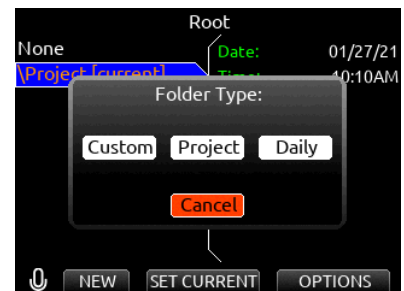 Root
None
Date: 01/27/21
\Project [current]
Time: 10:10AM
Folder Type:
Custom Project Daily
Cancel
NEW SET CURRENT OPTIONS